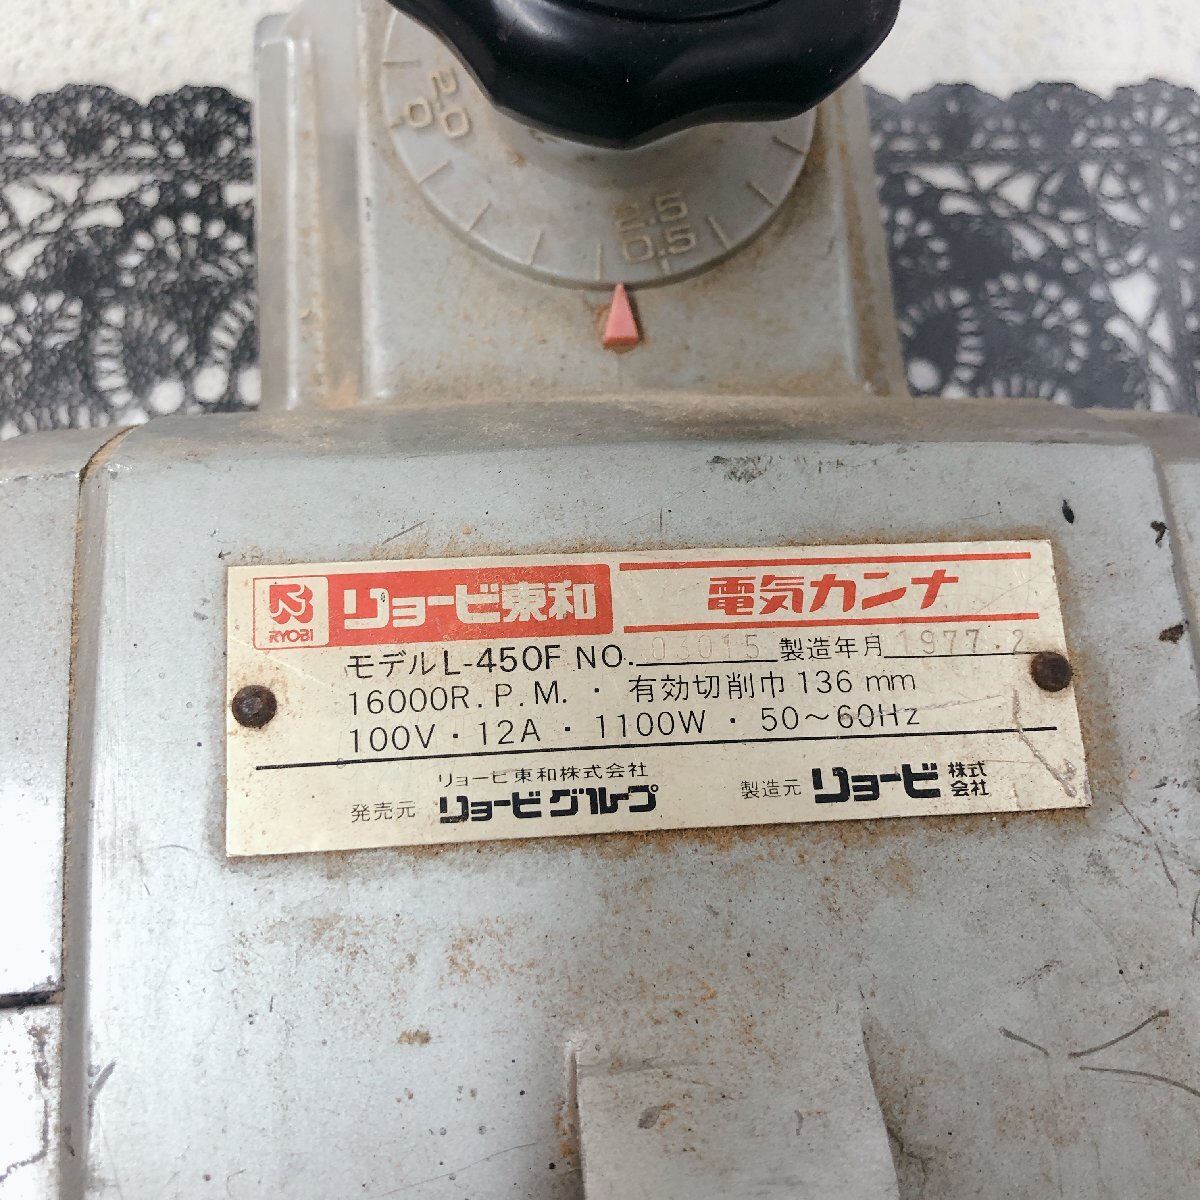 2.0
0
2.5
0.5
RYOBI
リョービ東和
電気カンナ
モデル L-450F NO. 03015 製造年月 1977.2
16000R.P.M.・有効切削巾 136 mm
100V・12A・1100W・50〜60Hz
リョービ東和株式会社
発売元 リョービグループ
製造元 リョービ 株式会社